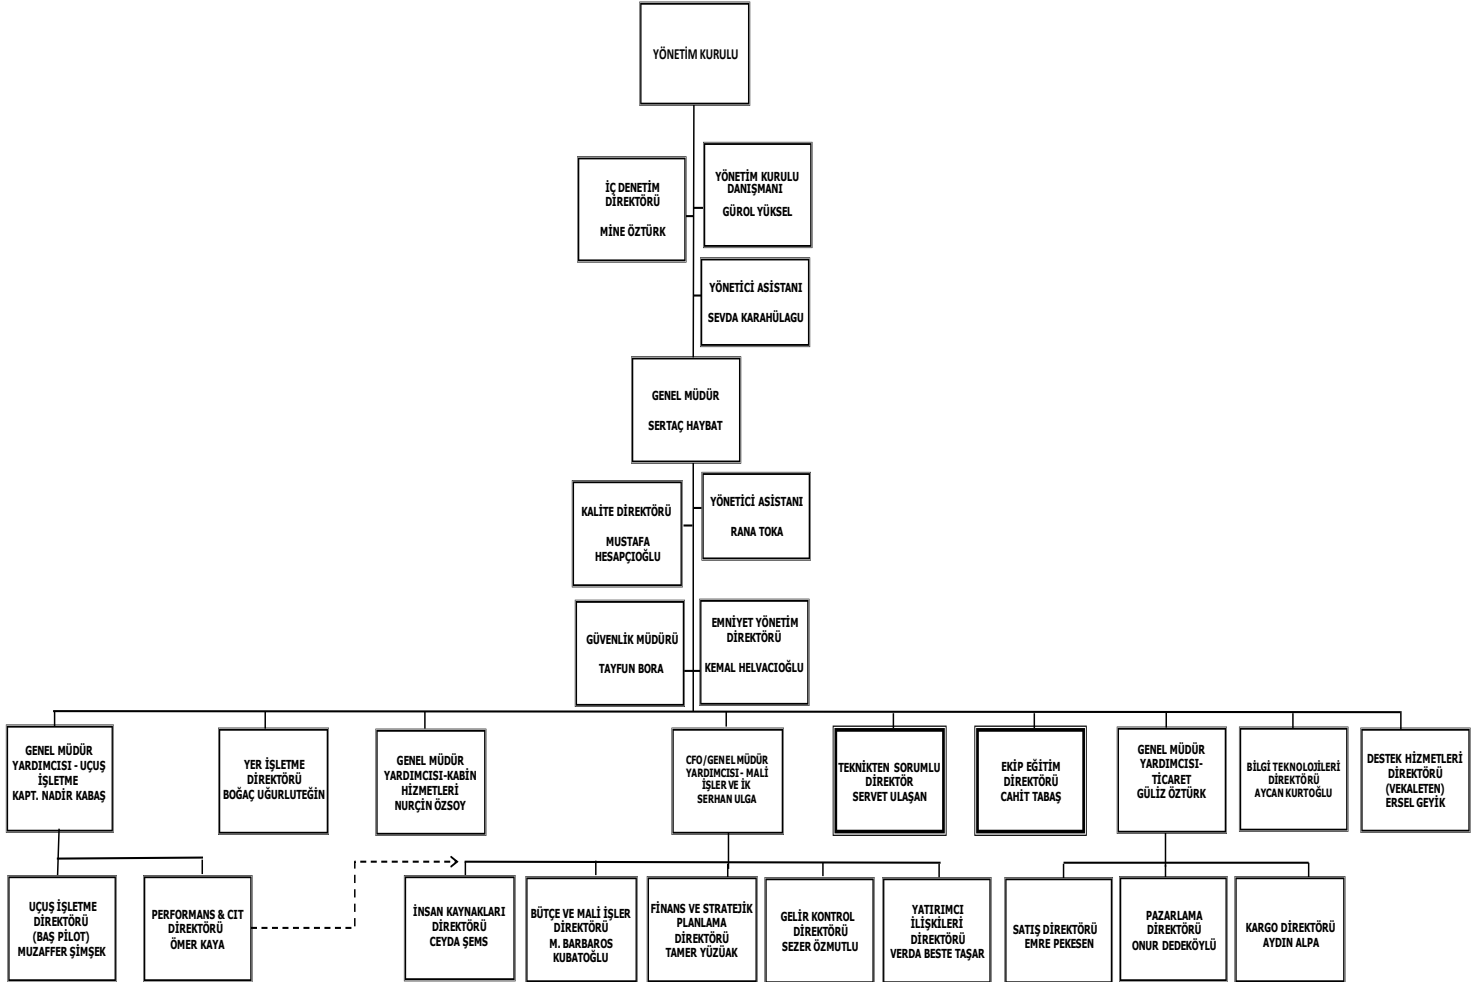 YÖNETİM KURULU
İÇ DENETİM
DİREKTÖRÜ
MİNE ÖZTÜRK
YÖNETİM KURULU
DANIŞMANI
GÜROL YÜKSEL
YÖNETİCİ ASİSTANI
SEVDA KARAHÜLAGU
GENEL MÜDÜR
SERTAÇ HAYBAT
KALİTE DİREKTÖRÜ
MUSTAFA
HESAPÇIOĞLU
YÖNETİCİ ASİSTANI
RANA TOKA
GÜVENLİK MÜDÜRÜ
TAYFUN BORA
EMNİYET YÖNETİM
DİREKTÖRÜ
KEMAL HELVACIOĞLU
GENEL MÜDÜR
YARDIMCISI - UÇUŞ
İŞLETME
KAPT. NADİR KABAŞ
YER İŞLETME
DİREKTÖRÜ
BOĞAÇ UĞURLUTEĞİN
GENEL MÜDÜR
YARDIMCISI-KABİN
HİZMETLERİ
NURÇİN ÖZSOY
CFO/GENEL MÜDÜR
YARDIMCISI - MALİ
İŞLER VE İK
SERHAN ULGA
TEKNİKTEN SORUMLU
DİREKTÖR
SERVET ULAŞAN
EKİP EĞİTİM
DİREKTÖRÜ
CAHİT TABAŞ
GENEL MÜDÜR
YARDIMCISI-
TİCARET
GÜLİZ ÖZTÜRK
BİLGİ TEKNOLOJİLERİ
DİREKTÖRÜ
AYCAN KURTOĞLU
DESTEK HİZMETLERİ
DİREKTÖRÜ
(VEKALETEN)
ERSEL GEYİK
UÇUŞ İŞLETME
DİREKTÖRÜ
(BAŞ PİLOT)
MUZAFFER ŞİMŞEK
PERFORMANS & CIT
DİREKTÖRÜ
ÖMER KAYA
İNSAN KAYNAKLARI
DİREKTÖRÜ
CEYDA ŞEMS
BÜTÇE VE MALİ İŞLER
DİREKTÖRÜ
M. BARBAROS
KUBATOĞLU
FİNANS VE STRATEJİK
PLANLAMA
DİREKTÖRÜ
TAMER YÜZÜAK
GELİR KONTROL
DİREKTÖRÜ
SEZER ÖZMUTLU
YATIRIMCI
İLİŞKİLERİ
DİREKTÖRÜ
VERDA BESTE TAŞAR
SATIŞ DİREKTÖRÜ
EMRE PEKESEN
PAZARLAMA
DİREKTÖRÜ
ONUR DEDEKÖYLÜ
KARGO DİREKTÖRÜ
AYDIN ALPA